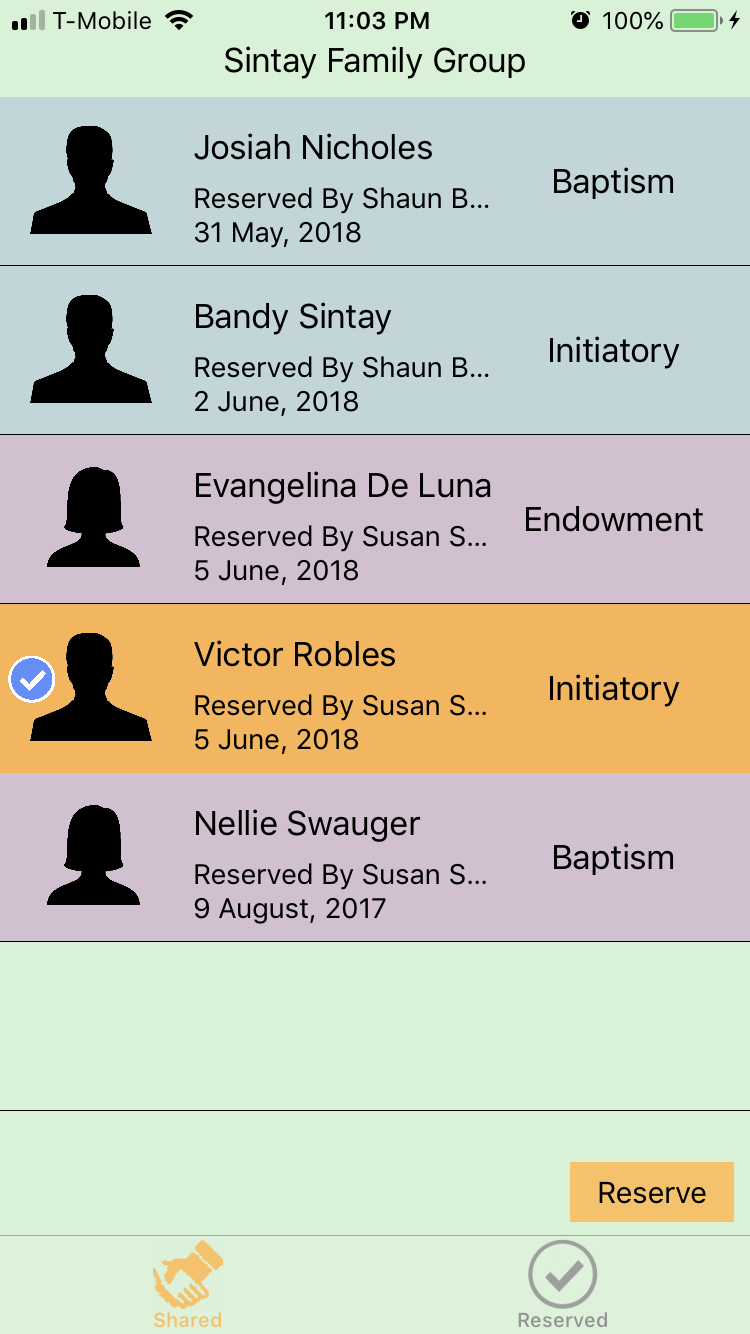 T-Mobile 11:03 PM 100%
Sintay Family Group
Josiah Nicholes
Reserved By Shaun B...
31 May, 2018
Baptism
Bandy Sintay
Reserved By Shaun B...
2 June, 2018
Initiatory
Evangelina De Luna
Reserved By Susan S...
5 June, 2018
Endowment
Victor Robles
Reserved By Susan S...
5 June, 2018
Initiatory
Nellie Swauger
Reserved By Susan S...
9 August, 2017
Baptism
Reserve
Shared
Reserved